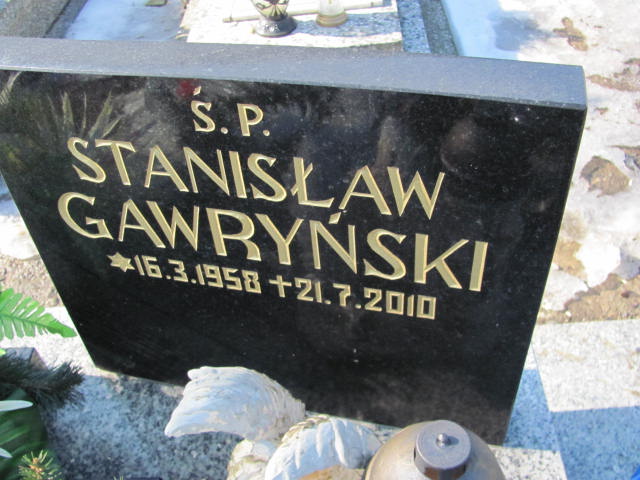 Ś.P.
STANISŁAW
GAWRYŃSKI
✶16.3.1958 ✝21.7.2010